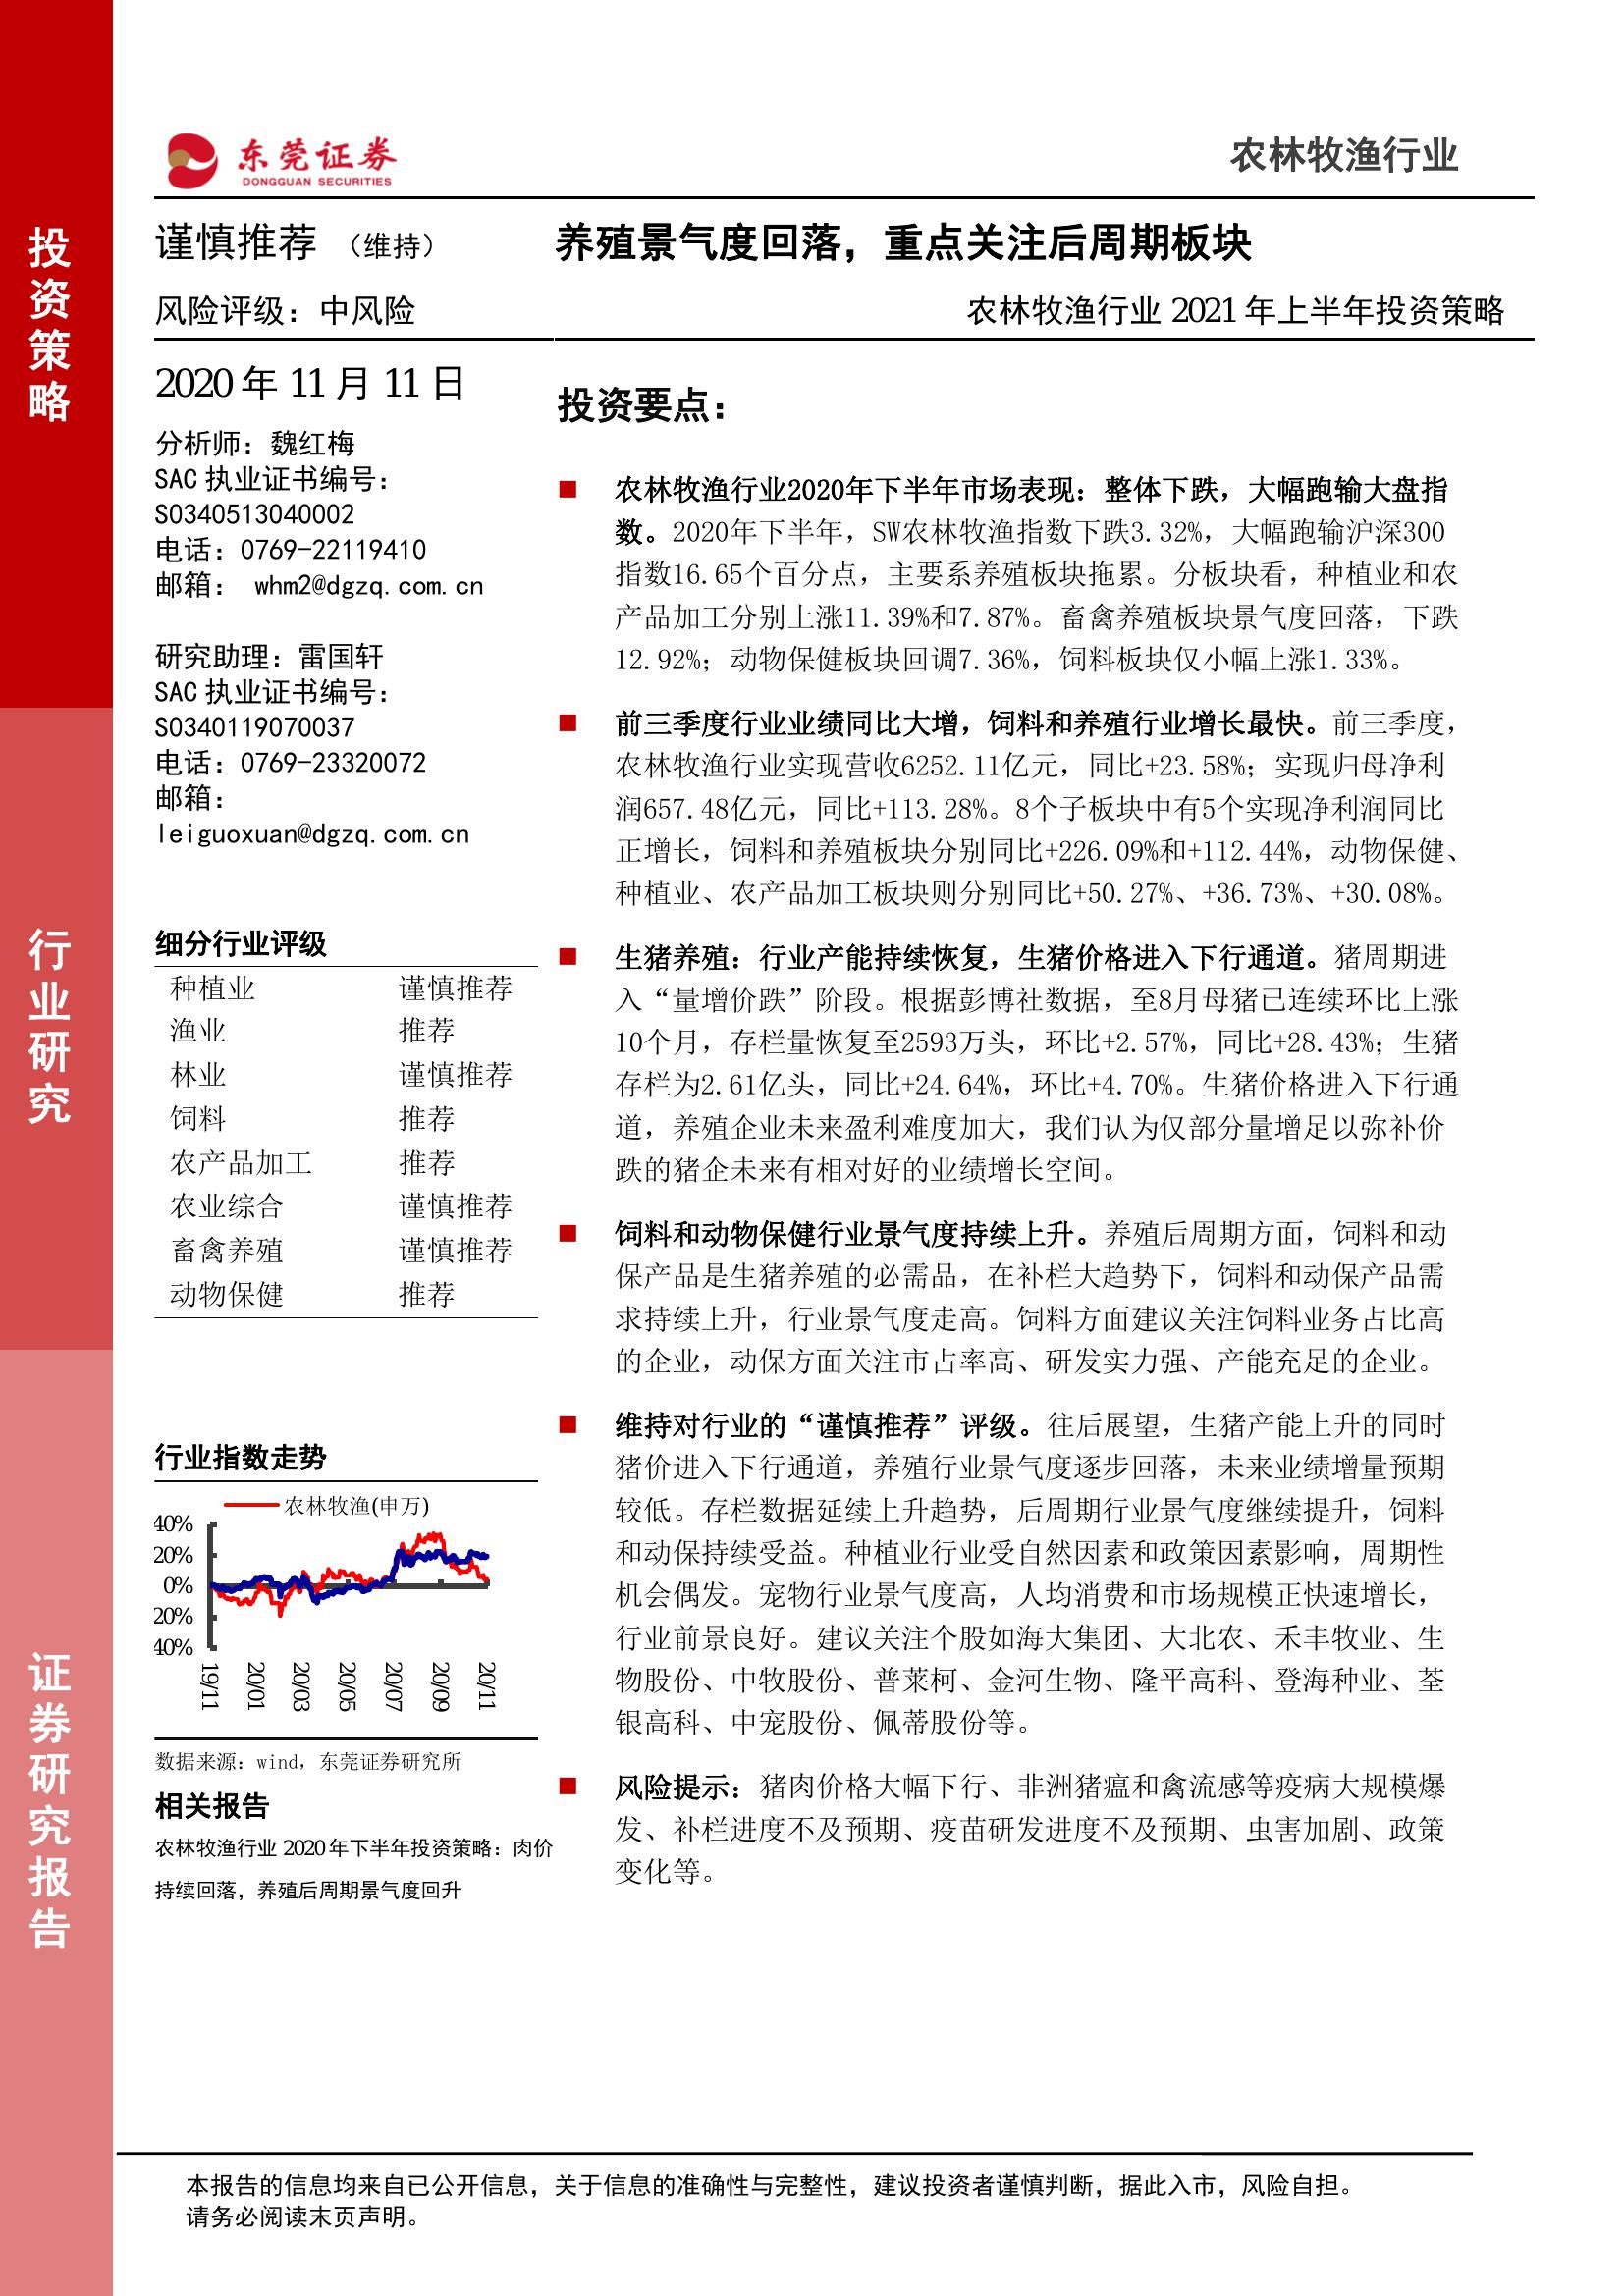 投资策略
行业研究
证券研究报告
东莞证券
DONGGUAN SECURITIES
农林牧渔行业
谨慎推荐 （维持）
风险评级：中风险
养殖景气度回落，重点关注后周期板块
农林牧渔行业 2021 年上半年投资策略
2020 年 11 月 11 日
分析师：魏红梅
SAC 执业证书编号：
S0340513040002
电话：0769-22119410
邮箱： whm2@dgzq.com.cn
研究助理：雷国轩
SAC 执业证书编号：
S0340119070037
电话：0769-23320072
邮箱：
leiguoxuan@dgzq.com.cn
细分行业评级
种植业 谨慎推荐
渔业 推荐
林业 谨慎推荐
饲料 推荐
农产品加工 推荐
农业综合 谨慎推荐
畜禽养殖 谨慎推荐
动物保健 推荐
行业指数走势
农林牧渔(申万)
40%
20%
0%
20%
40%
19/11
20/01
20/03
20/05
20/07
20/09
20/11
数据来源：wind，东莞证券研究所
相关报告
农林牧渔行业 2020 年下半年投资策略：肉价
持续回落，养殖后周期景气度回升
投资要点：
农林牧渔行业2020年下半年市场表现：整体下跌，大幅跑输大盘指
数。2020年下半年，SW农林牧渔指数下跌3.32%，大幅跑输沪深300
指数16.65个百分点，主要系养殖板块拖累。分板块看，种植业和农
产品加工分别上涨11.39%和7.87%。畜禽养殖板块景气度回落，下跌
12.92%；动物保健板块回调7.36%，饲料板块仅小幅上涨1.33%。
前三季度行业业绩同比大增，饲料和养殖行业增长最快。前三季度，
农林牧渔行业实现营收6252.11亿元，同比+23.58%；实现归母净利
润657.48亿元，同比+113.28%。8个子板块中有5个实现净利润同比
正增长，饲料和养殖板块分别同比+226.09%和+112.44%，动物保健、
种植业、农产品加工板块则分别同比+50.27%、+36.73%、+30.08%。
生猪养殖：行业产能持续恢复，生猪价格进入下行通道。猪周期进
入“量增价跌”阶段。根据彭博社数据，至8月母猪已连续环比上涨
10个月，存栏量恢复至2593万头，环比+2.57%，同比+28.43%；生猪
存栏为2.61亿头，同比+24.64%，环比+4.70%。生猪价格进入下行通
道，养殖企业未来盈利难度加大，我们认为仅部分量增足以弥补价
跌的猪企未来有相对好的业绩增长空间。
饲料和动物保健行业景气度持续上升。养殖后周期方面，饲料和动
保产品是生猪养殖的必需品，在补栏大趋势下，饲料和动保产品需
求持续上升，行业景气度走高。饲料方面建议关注饲料业务占比高
的企业，动保方面关注市占率高、研发实力强、产能充足的企业。
维持对行业的“谨慎推荐”评级。往后展望，生猪产能上升的同时
猪价进入下行通道，养殖行业景气度逐步回落，未来业绩增量预期
较低。存栏数据延续上升趋势，后周期行业景气度继续提升，饲料
和动保持续受益。种植业行业受自然因素和政策因素影响，周期性
机会偶发。宠物行业景气度高，人均消费和市场规模正快速增长，
行业前景良好。建议关注个股如海大集团、大北农、禾丰牧业、生
物股份、中牧股份、普莱柯、金河生物、隆平高科、登海种业、荃
银高科、中宠股份、佩蒂股份等。
风险提示：猪肉价格大幅下行、非洲猪瘟和禽流感等疫病大规模爆
发、补栏进度不及预期、疫苗研发进度不及预期、虫害加剧、政策
变化等。
本报告的信息均来自已公开信息，关于信息的准确性与完整性，建议投资者谨慎判断，据此入市，风险自担。
请务必阅读末页声明。